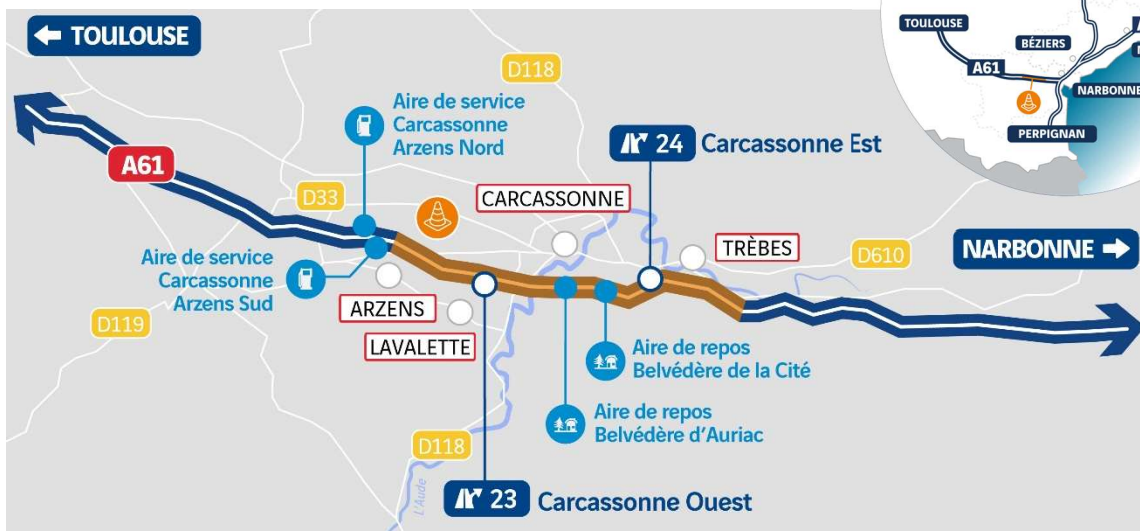 ← TOULOUSE
TOULOUSE
BÉZIERS
A61
NARBONNE
PERPIGNAN
D118
Aire de service
Carcassonne
Arzens Nord
24 Carcassonne Est
A61
D33
CARCASSONNE
TRÈBES
NARBONNE →
D610
Aire de service
Carcassonne
Arzens Sud
ARZENS
D119
LAVALETTE
Aire de repos
Belvédère de la Cité
Aire de repos
Belvédère d'Auriac
D118
L'Aude
23 Carcassonne Ouest